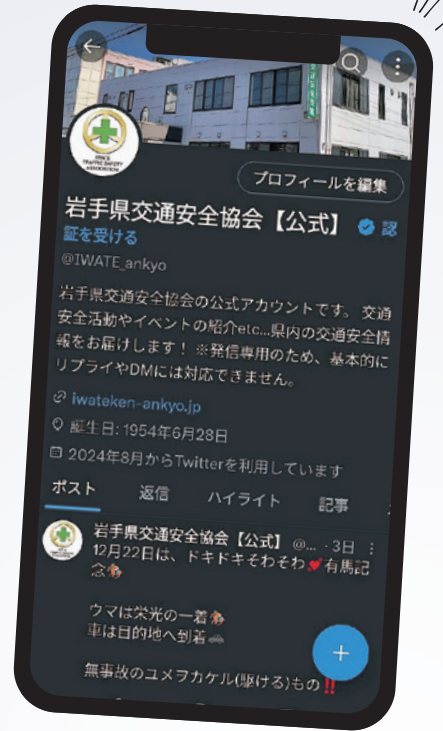 IWATE
TRAFFIC SAFETY
ASSOCIATION
プロフィールを編集
岩手県交通安全協会【公式】 認
証を受ける
@IWATE_ankyo
岩手県交通安全協会の公式アカウントです。 交通
安全活動やイベントの紹介etc...県内の交通安全情
報をお届けします！ ※発信専用のため、基本的に
リプライやDMには対応できません。
iwateken-ankyo.jp
誕生日: 1954年6月28日
2024年8月からTwitterを利用しています
ポスト 返信 ハイライト 記事
岩手県交通安全協会【公式】 @... ・3日
12月22日は、ドキドキそわそわ💓有馬記
念🏇
ウマは栄光の一着🏇
車は目的地へ到着🚗
無事故のユメヲカケル(駆ける)もの‼️